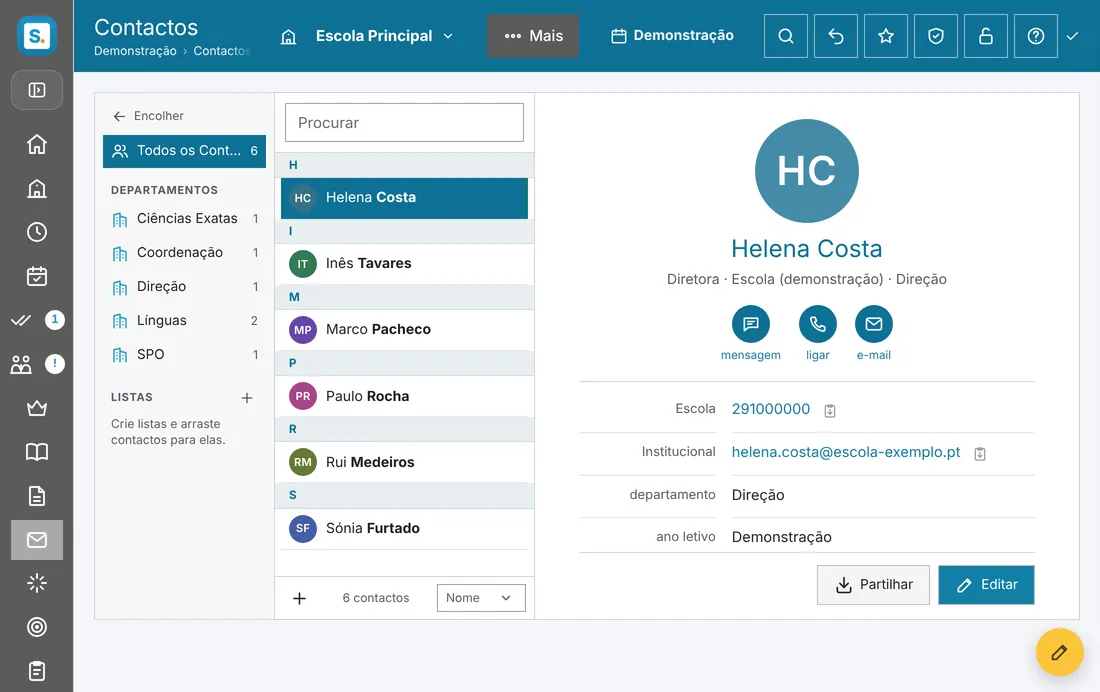 S.
Contactos
Demonstração › Contactos
Escola Principal
Mais
Demonstração
1
!
Encolher
Todos os Cont... 6
DEPARTAMENTOS
Ciências Exatas 1
Coordenação 1
Direção 1
Línguas 2
SPO 1
LISTAS
Crie listas e arraste
contactos para elas.
Procurar
H
HC Helena Costa
I
IT Inês Tavares
M
MP Marco Pacheco
P
PR Paulo Rocha
R
RM Rui Medeiros
S
SF Sónia Furtado
6 contactos
Nome
HC
Helena Costa
Diretora · Escola (demonstração) · Direção
mensagem ligar e-mail
Escola 291000000
Institucional helena.costa@escola-exemplo.pt
departamento Direção
ano letivo Demonstração
Partilhar Editar